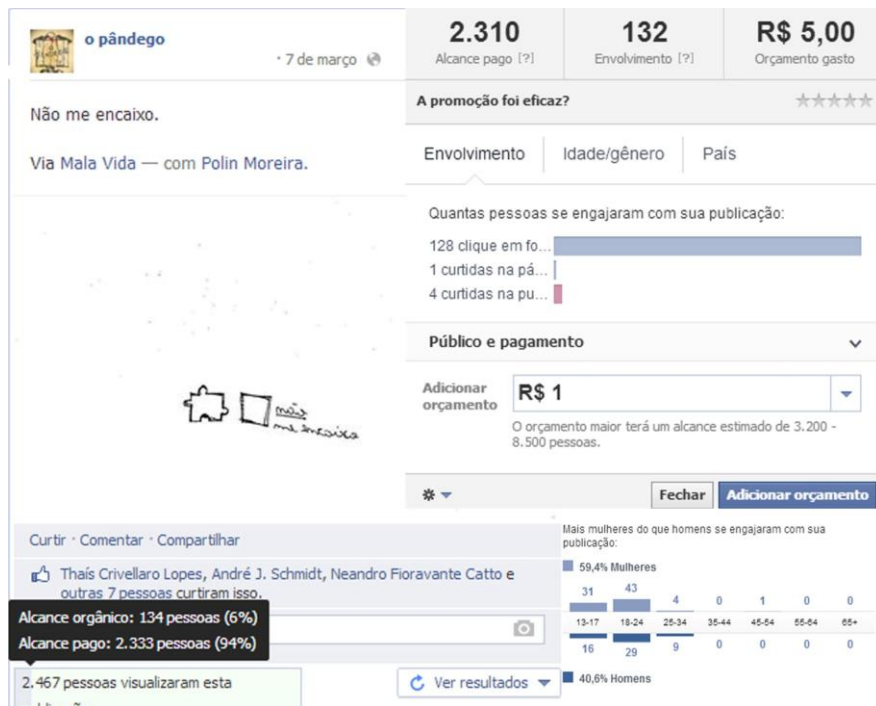 o pândego
· 7 de março
Não me encaixo.
Via Mala Vida — com Polin Moreira.
não
me encaixo
Curtir · Comentar · Compartilhar
Thaís Crivellaro Lopes, André J. Schmidt, Neandro Fioravante Catto e
outras 7 pessoas curtiram isso.
Alcance orgânico: 134 pessoas (6%)
Alcance pago: 2.333 pessoas (94%)
2.467 pessoas visualizaram esta
Ver resultados
2.310 132 R$ 5,00
Alcance pago [?] Envolvimento [?] Orçamento gasto
A promoção foi eficaz?
Envolvimento Idade/gênero País
Quantas pessoas se engajaram com sua publicação:
128 clique em fo...
1 curtidas na pá...
4 curtidas na pu...
Público e pagamento
Adicionar
orçamento
R$ 1
O orçamento maior terá um alcance estimado de 3.200 -
8.500 pessoas.
Fechar Adicionar orçamento
Mais mulheres do que homens se engajaram com sua
publicação:
59,4% Mulheres
31 43 4 0 1 0 0
13-17 18-24 25-34 35-44 45-54 55-64 65+
16 29 9 0 0 0 0
40,6% Homens